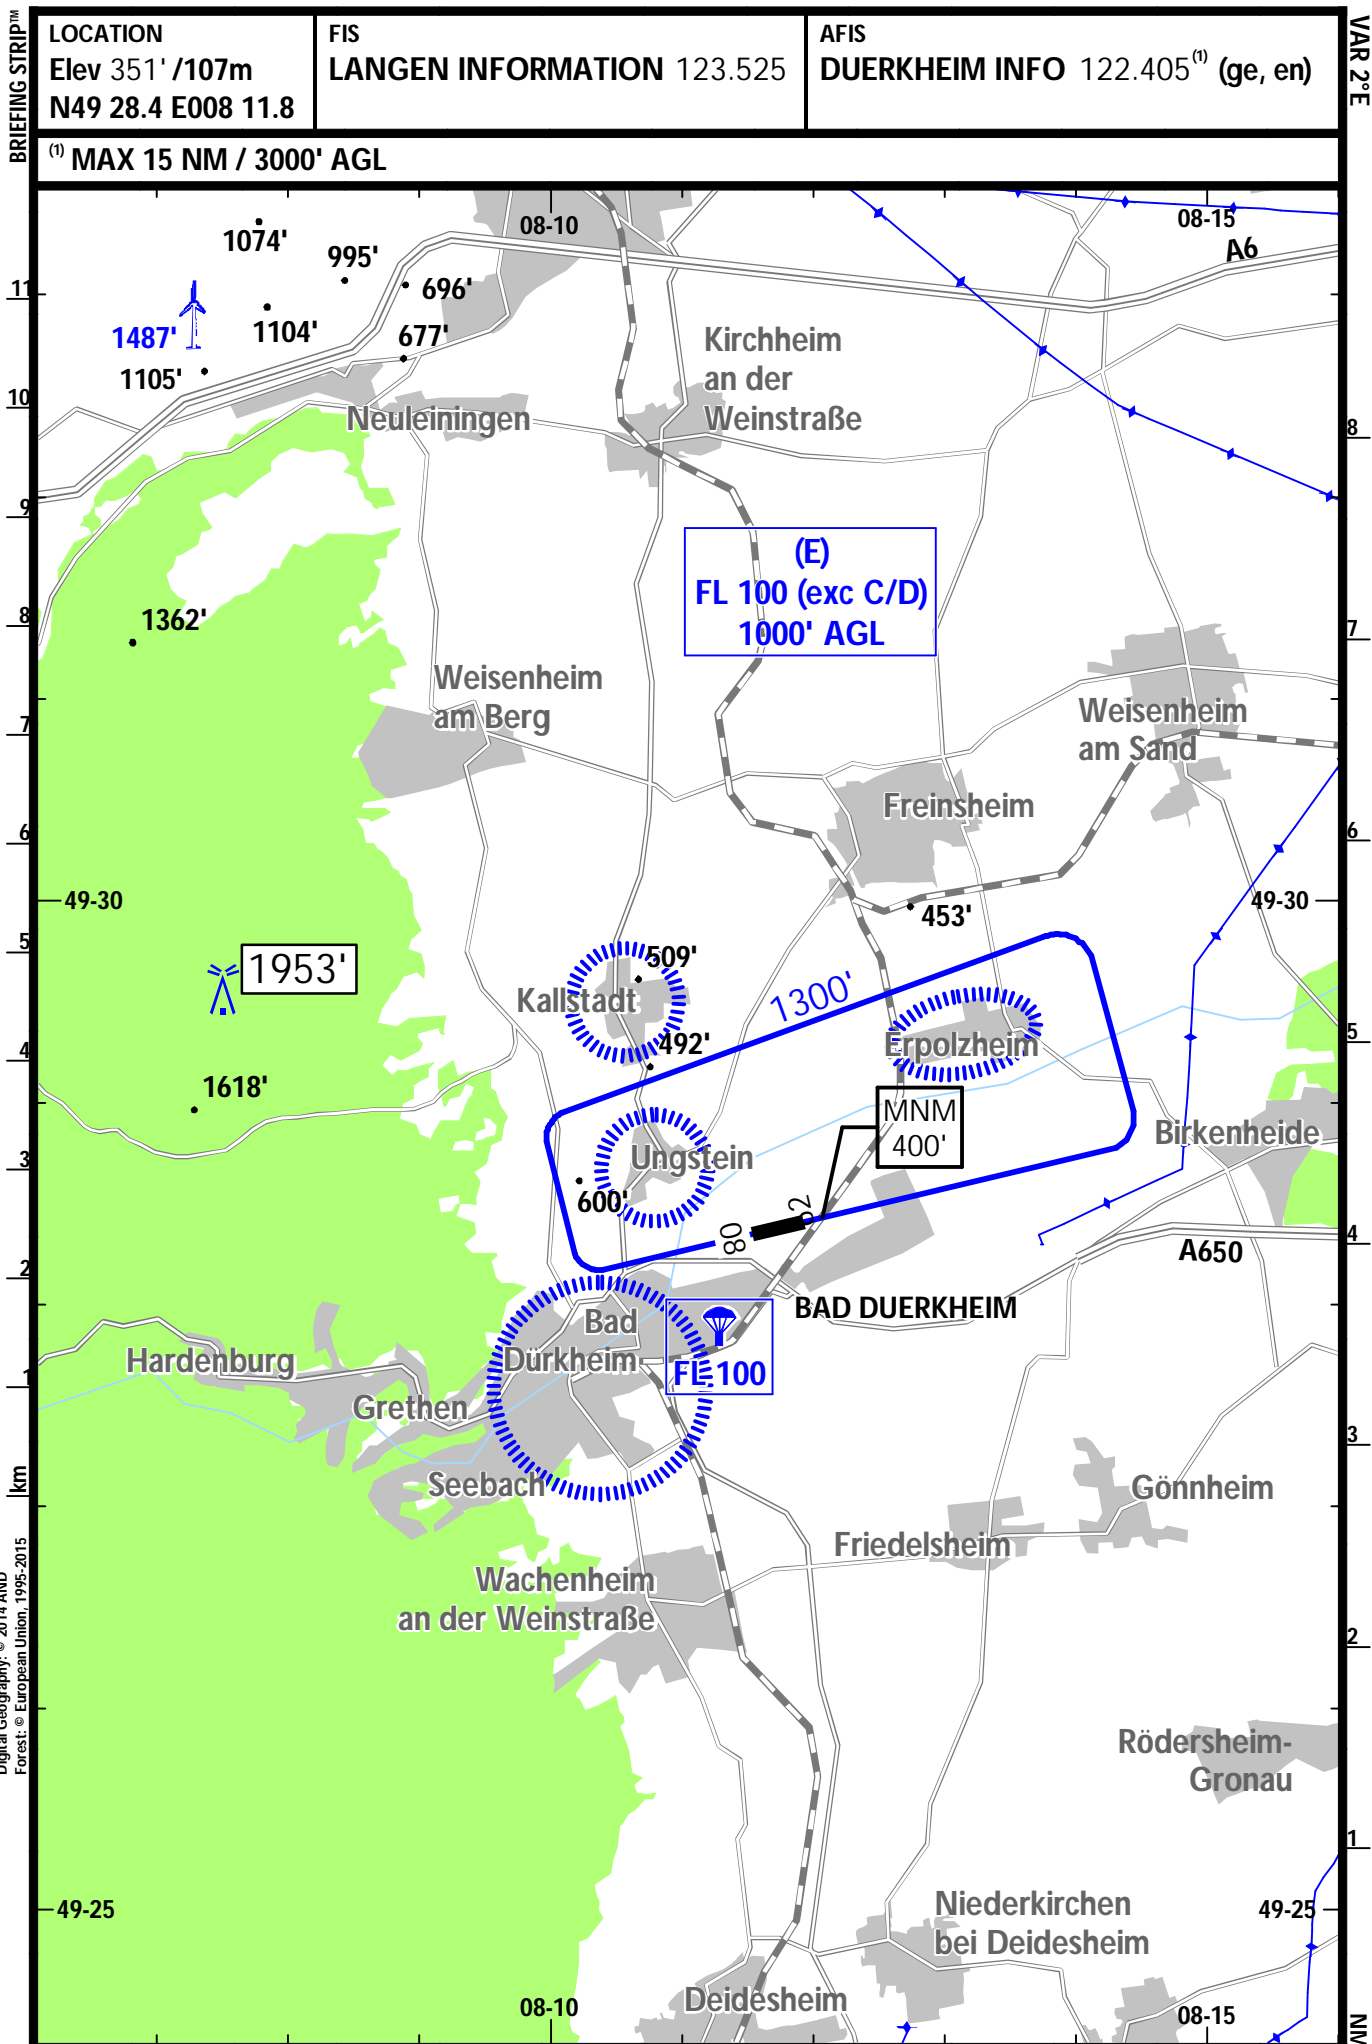 BRIEFING STRIP™
VAR 2°E
LOCATION
Elev 351' /107m
N49 28.4 E008 11.8
FIS
LANGEN INFORMATION 123.525
AFIS
DUERKHEIM INFO 122.405(1) (ge, en)
(1) MAX 15 NM / 3000' AGL
08-10
08-15
1074'
995'
A6
696'
11
1487'
1104'
677'
1105'
Kirchheim
an der
Weinstraße
10
Neuleiningen
8
9
(E)
FL 100 (exc C/D)
1000' AGL
8
1362'
7
Weisenheim
am Berg
Weisenheim
am Sand
7
Freinsheim
6
6
49-30
453'
49-30
5
509'
1953'
1300'
Kallstadt
492'
Erpolzheim
5
4
1618'
MNM
400'
Birkenheide
Ungstein
3
600'
08
4
A650
2
BAD DUERKHEIM
Bad
Dürkheim
Hardenburg
FL 100
1
Grethen
3
Seebach
Gönnheim
km
Friedelsheim
Wachenheim
an der Weinstraße
2
Digital Geography: © 2014 AND
Forest: © European Union, 1995-2015
Rödersheim-
Gronau
1
49-25
Niederkirchen
bei Deidesheim
49-25
Deidesheim
08-10
08-15